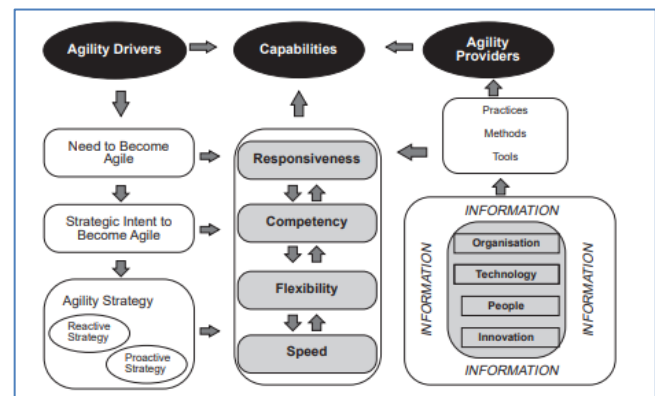 Agility Drivers
Capabilities
Agility
Providers
Need to Become
Agile
Strategic Intent to
Become Agile
Agility Strategy
Reactive
Strategy
Proactive
Strategy
Responsiveness
Competency
Flexibility
Speed
Practices
Methods
Tools
INFORMATION
INFORMATION
Organisation
Technology
People
Innovation
INFORMATION
INFORMATION